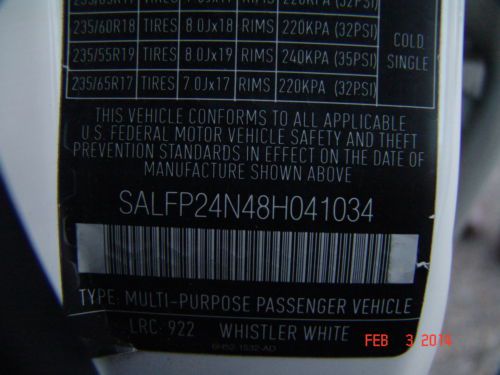 235/60R18 TIRES 8.0Jx18 RIMS 220KPA (32PSI)
235/55R19 TIRES 8.0Jx19 RIMS 240KPA (35PSI)
235/65R17 TIRES 7.0Jx17 RIMS 220KPA (32PSI)
COLD
SINGLE
THIS VEHICLE CONFORMS TO ALL APPLICABLE
U.S. FEDERAL MOTOR VEHICLE SAFETY AND THEFT
PREVENTION STANDARDS IN EFFECT ON THE DATE OF
MANUFACTURE SHOWN ABOVE
SALFP24N48H041034
TYPE: MULTI-PURPOSE PASSENGER VEHICLE
LRC: 922 WHISTLER WHITE
6H52-1532-AD
FEB 3 2014